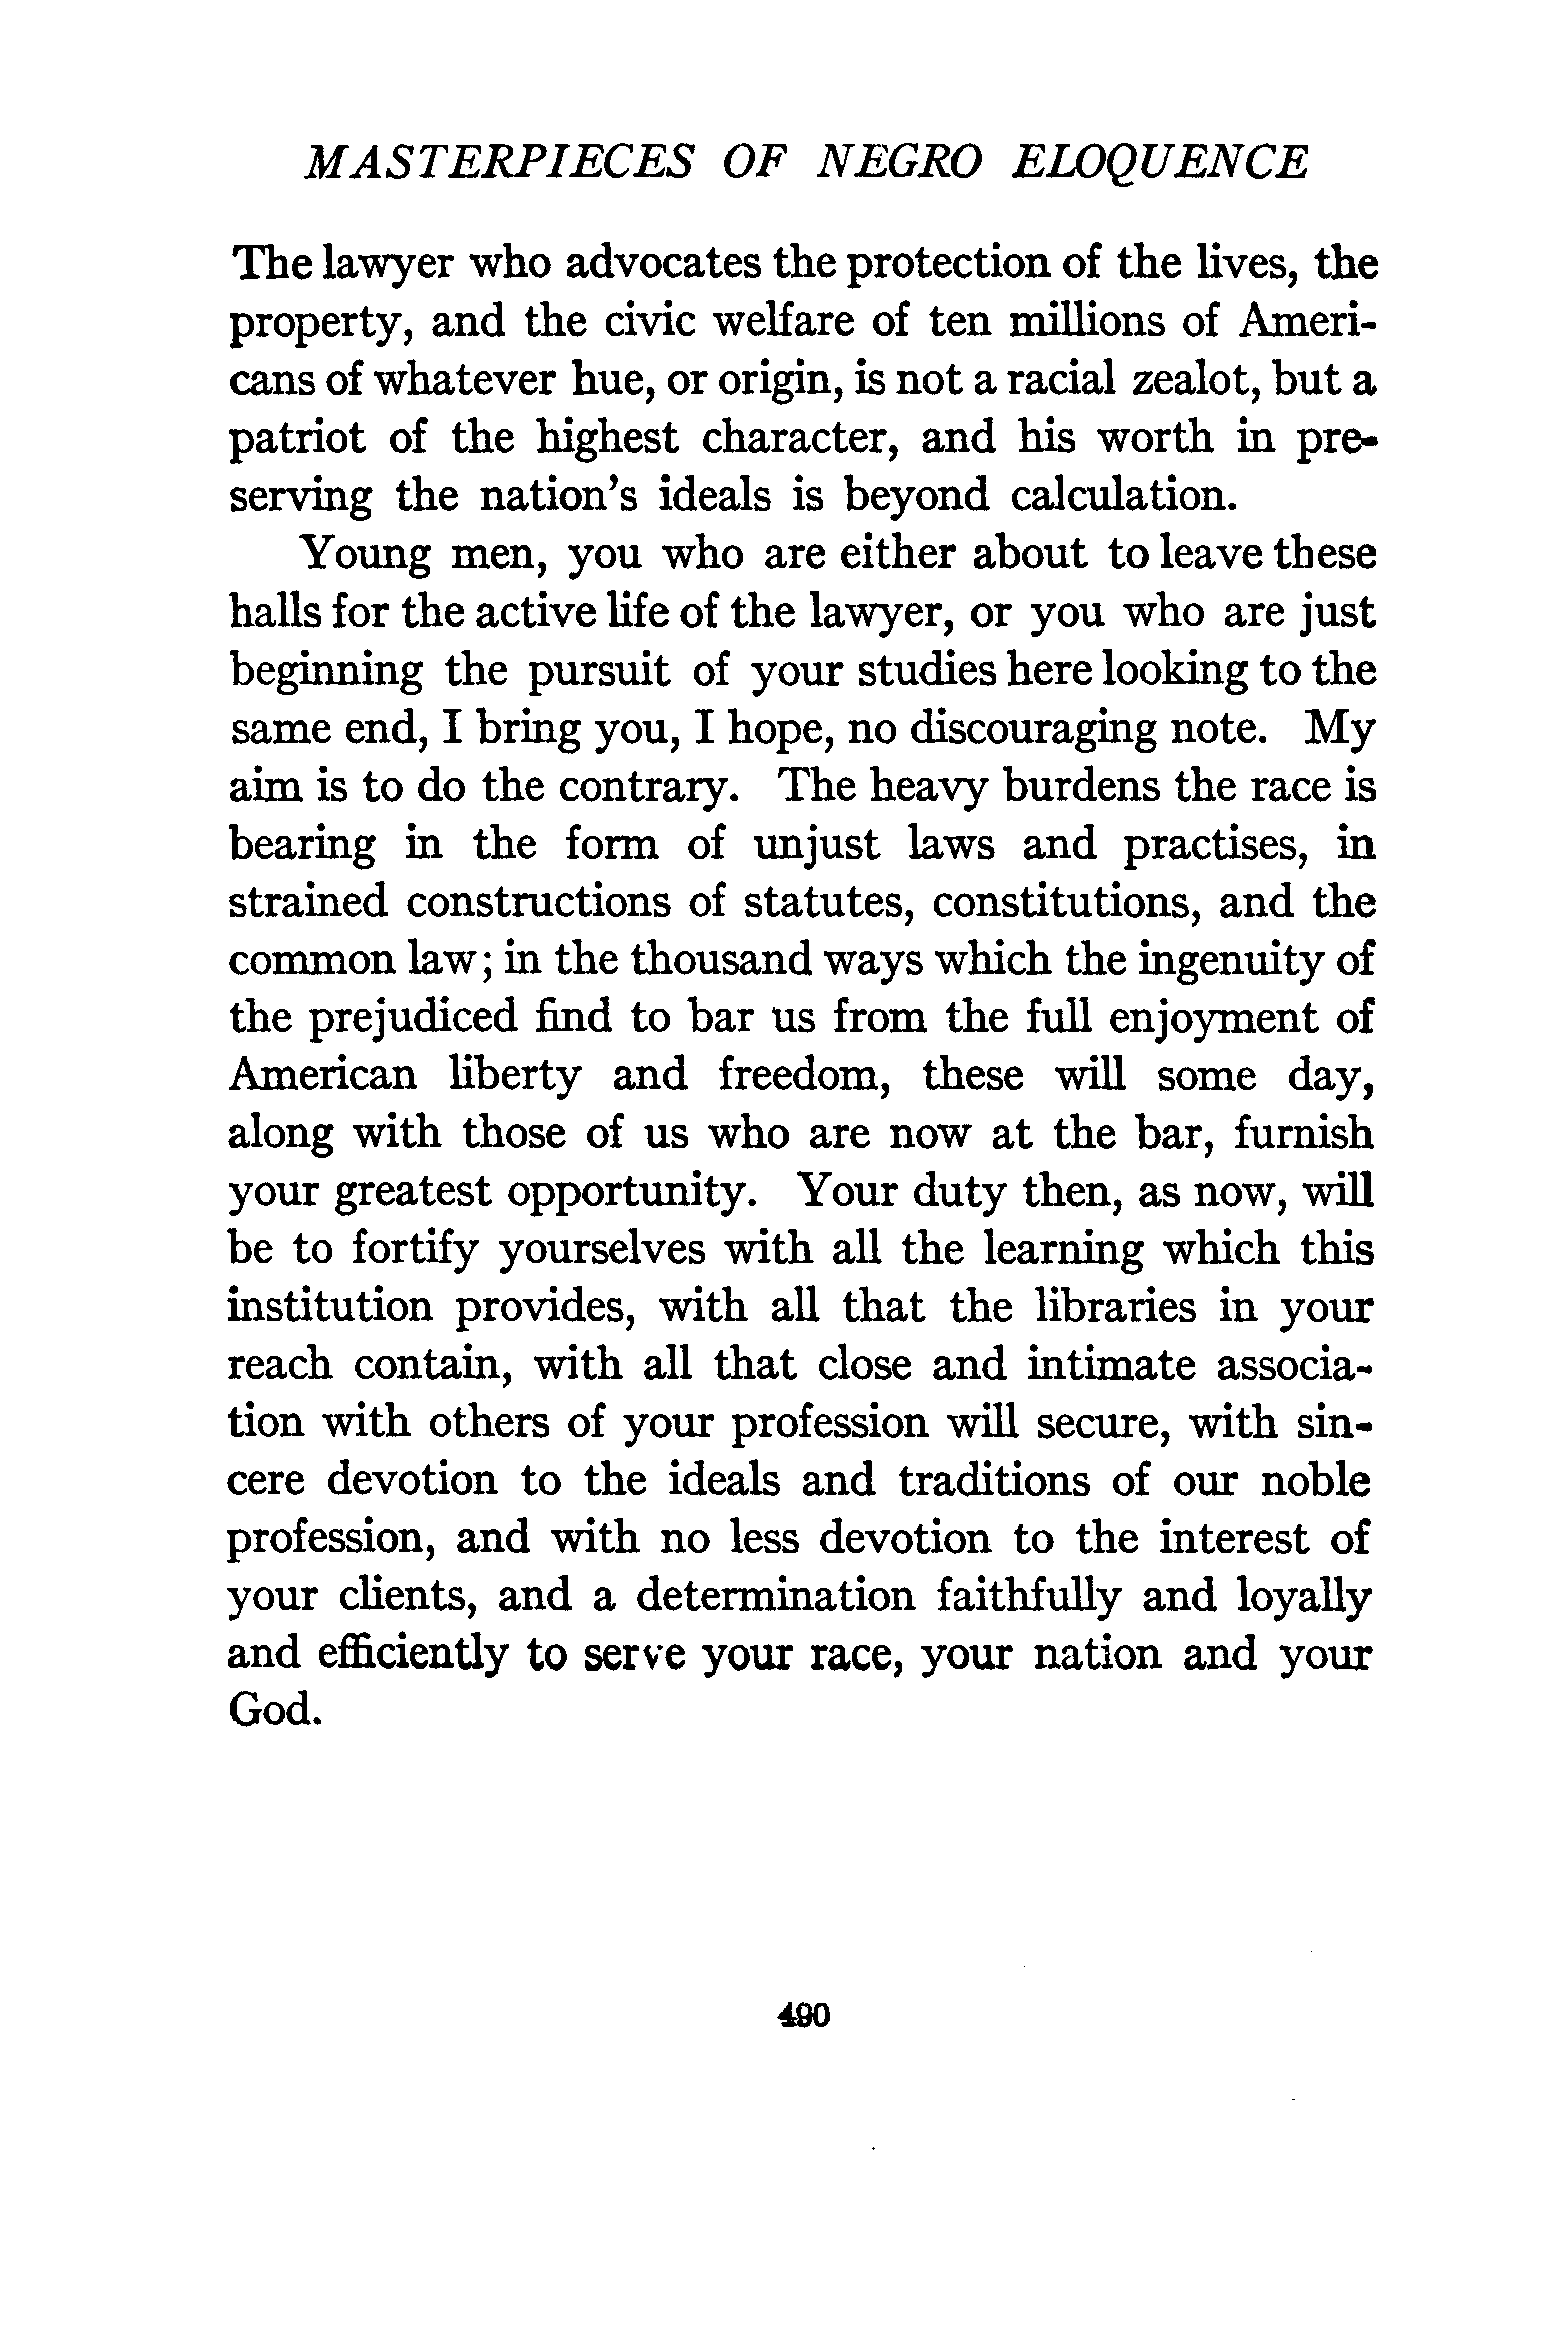 MASTERPIECES OF NEGRO ELOQUENCE
The lawyer who advocates the protection of the lives, the
property, and the civic welfare of ten millions of Ameri-
cans of whatever hue, or origin, is not a racial zealot, but a
patriot of the highest character, and his worth in pre-
serving the nation's ideals is beyond calculation.
Young men, you who are either about to leave these
halls for the active life of the lawyer, or you who are just
beginning the pursuit of your studies here looking to the
same end, I bring you, I hope, no discouraging note. My
aim is to do the contrary. The heavy burdens the race is
bearing in the form of unjust laws and practises, in
strained constructions of statutes, constitutions, and the
common law; in the thousand ways which the ingenuity of
the prejudiced find to bar us from the full enjoyment of
American liberty and freedom, these will some day,
along with those of us who are now at the bar, furnish
your greatest opportunity. Your duty then, as now, will
be to fortify yourselves with all the learning which this
institution provides, with all that the libraries in your
reach contain, with all that close and intimate associa-
tion with others of your profession will secure, with sin-
cere devotion to the ideals and traditions of our noble
profession, and with no less devotion to the interest of
your clients, and a determination faithfully and loyally
and efficiently to serve your race, your nation and your
God.
490